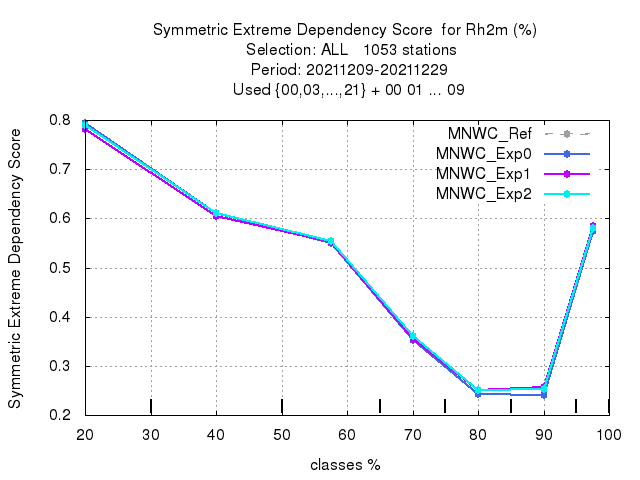 Symmetric Extreme Dependency Score for Rh2m (%)
Selection: ALL 1053 stations
Period: 20211209-20211229
Used {00,03,...,21} + 00 01 ... 09
Symmetric Extreme Dependency Score
0.8
0.7
0.6
0.5
0.4
0.3
0.2
MNWC_Ref
MNWC_Exp0
MNWC_Exp1
MNWC_Exp2
20 30 40 50 60 70 80 90 100
classes %